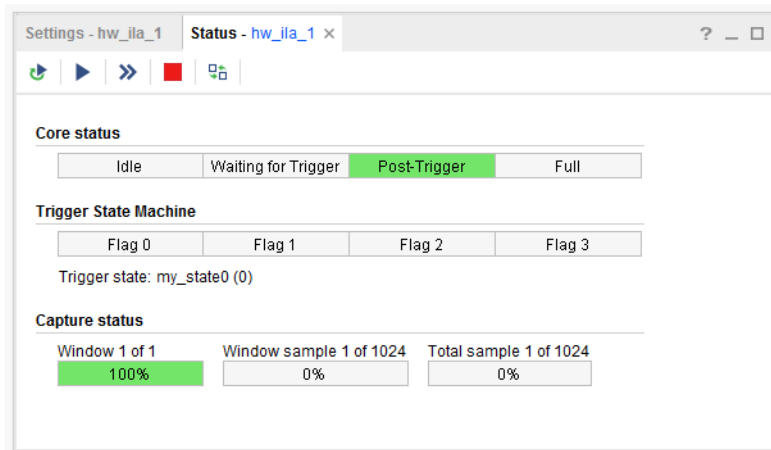 Settings - hw_ila_1 Status - hw_ila_1 × ? _ □
Core status
Idle Waiting for Trigger Post-Trigger Full
Trigger State Machine
Flag 0 Flag 1 Flag 2 Flag 3
Trigger state: my_state0 (0)
Capture status
Window 1 of 1 Window sample 1 of 1024 Total sample 1 of 1024
100% 0% 0%